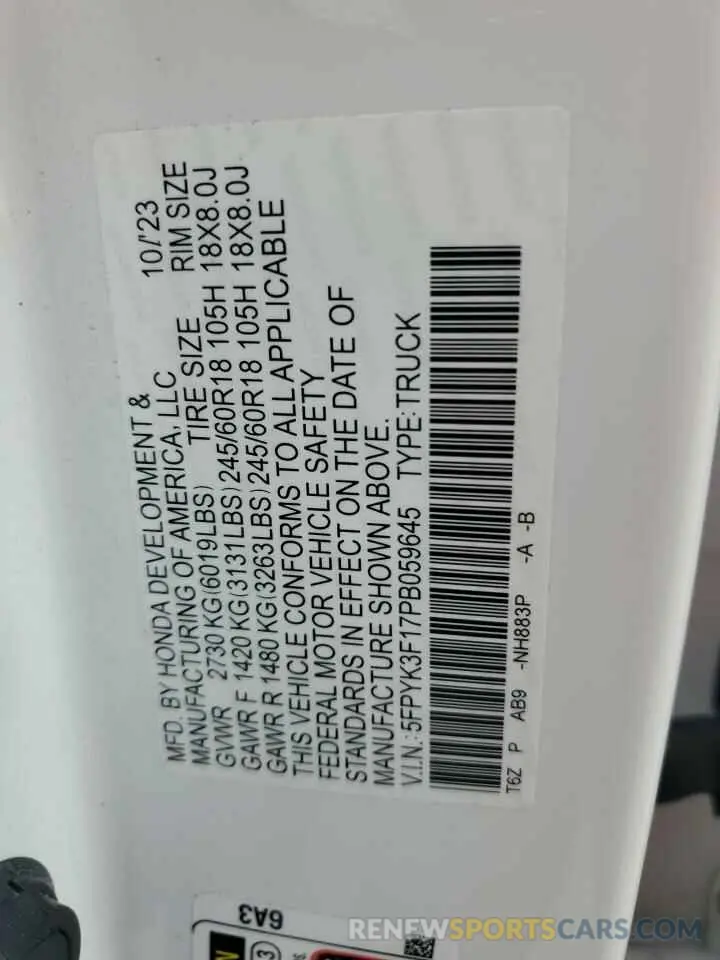 MFD. BY HONDA DEVELOPMENT &
MANUFACTURING OF AMERICA, LLC 10/'23
GVWR 2730 KG(6019LBS) TIRE SIZE RIM SIZE
GAWR F 1420 KG(3131LBS) 245/60R18 105H 18X8.0J
GAWR R 1480 KG(3263LBS) 245/60R18 105H 18X8.0J
THIS VEHICLE CONFORMS TO ALL APPLICABLE
FEDERAL MOTOR VEHICLE SAFETY
STANDARDS IN EFFECT ON THE DATE OF
MANUFACTURE SHOWN ABOVE.
V.I.N.: 5FPYK3F17PB059645 TYPE: TRUCK
T6Z P AB9 -NH883P -A -B
6A3
RENEWSPORTSCARS.COM